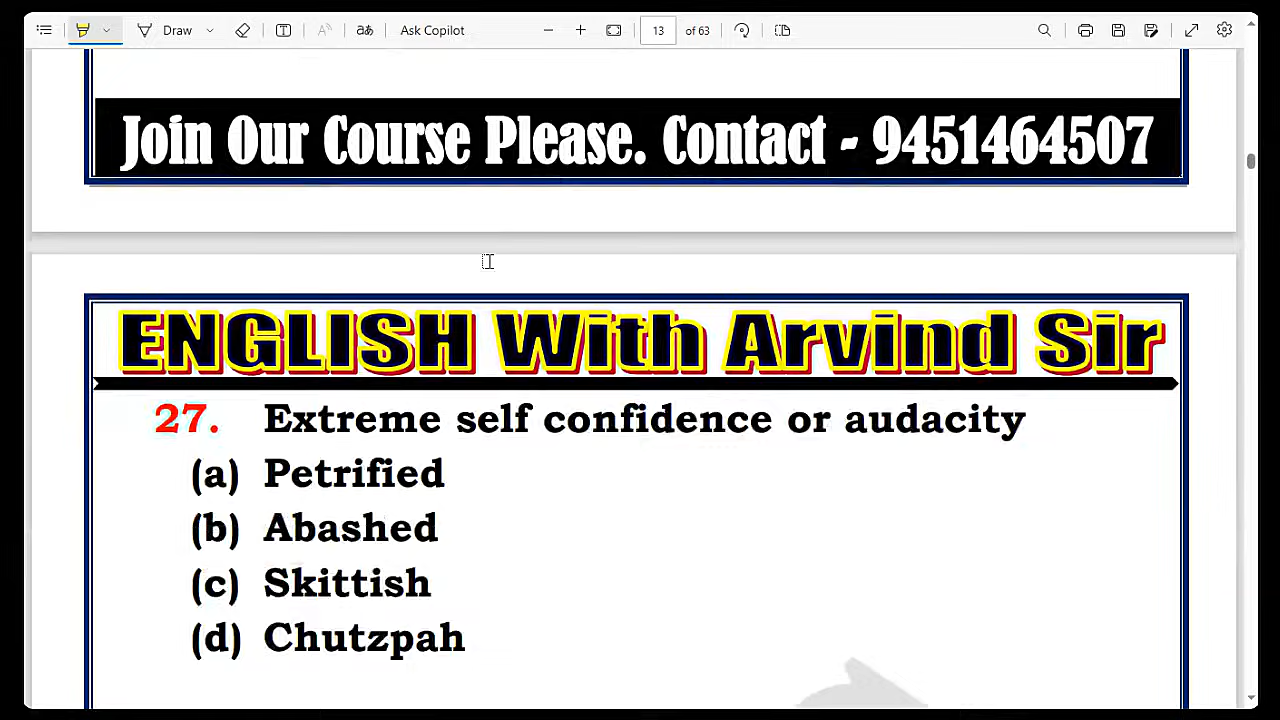 Draw
Ask Copilot
13 of 63
Join Our Course Please. Contact - 9451464507
ENGLISH With Arvind Sir
27. Extreme self confidence or audacity
(a) Petrified
(b) Abashed
(c) Skittish
(d) Chutzpah